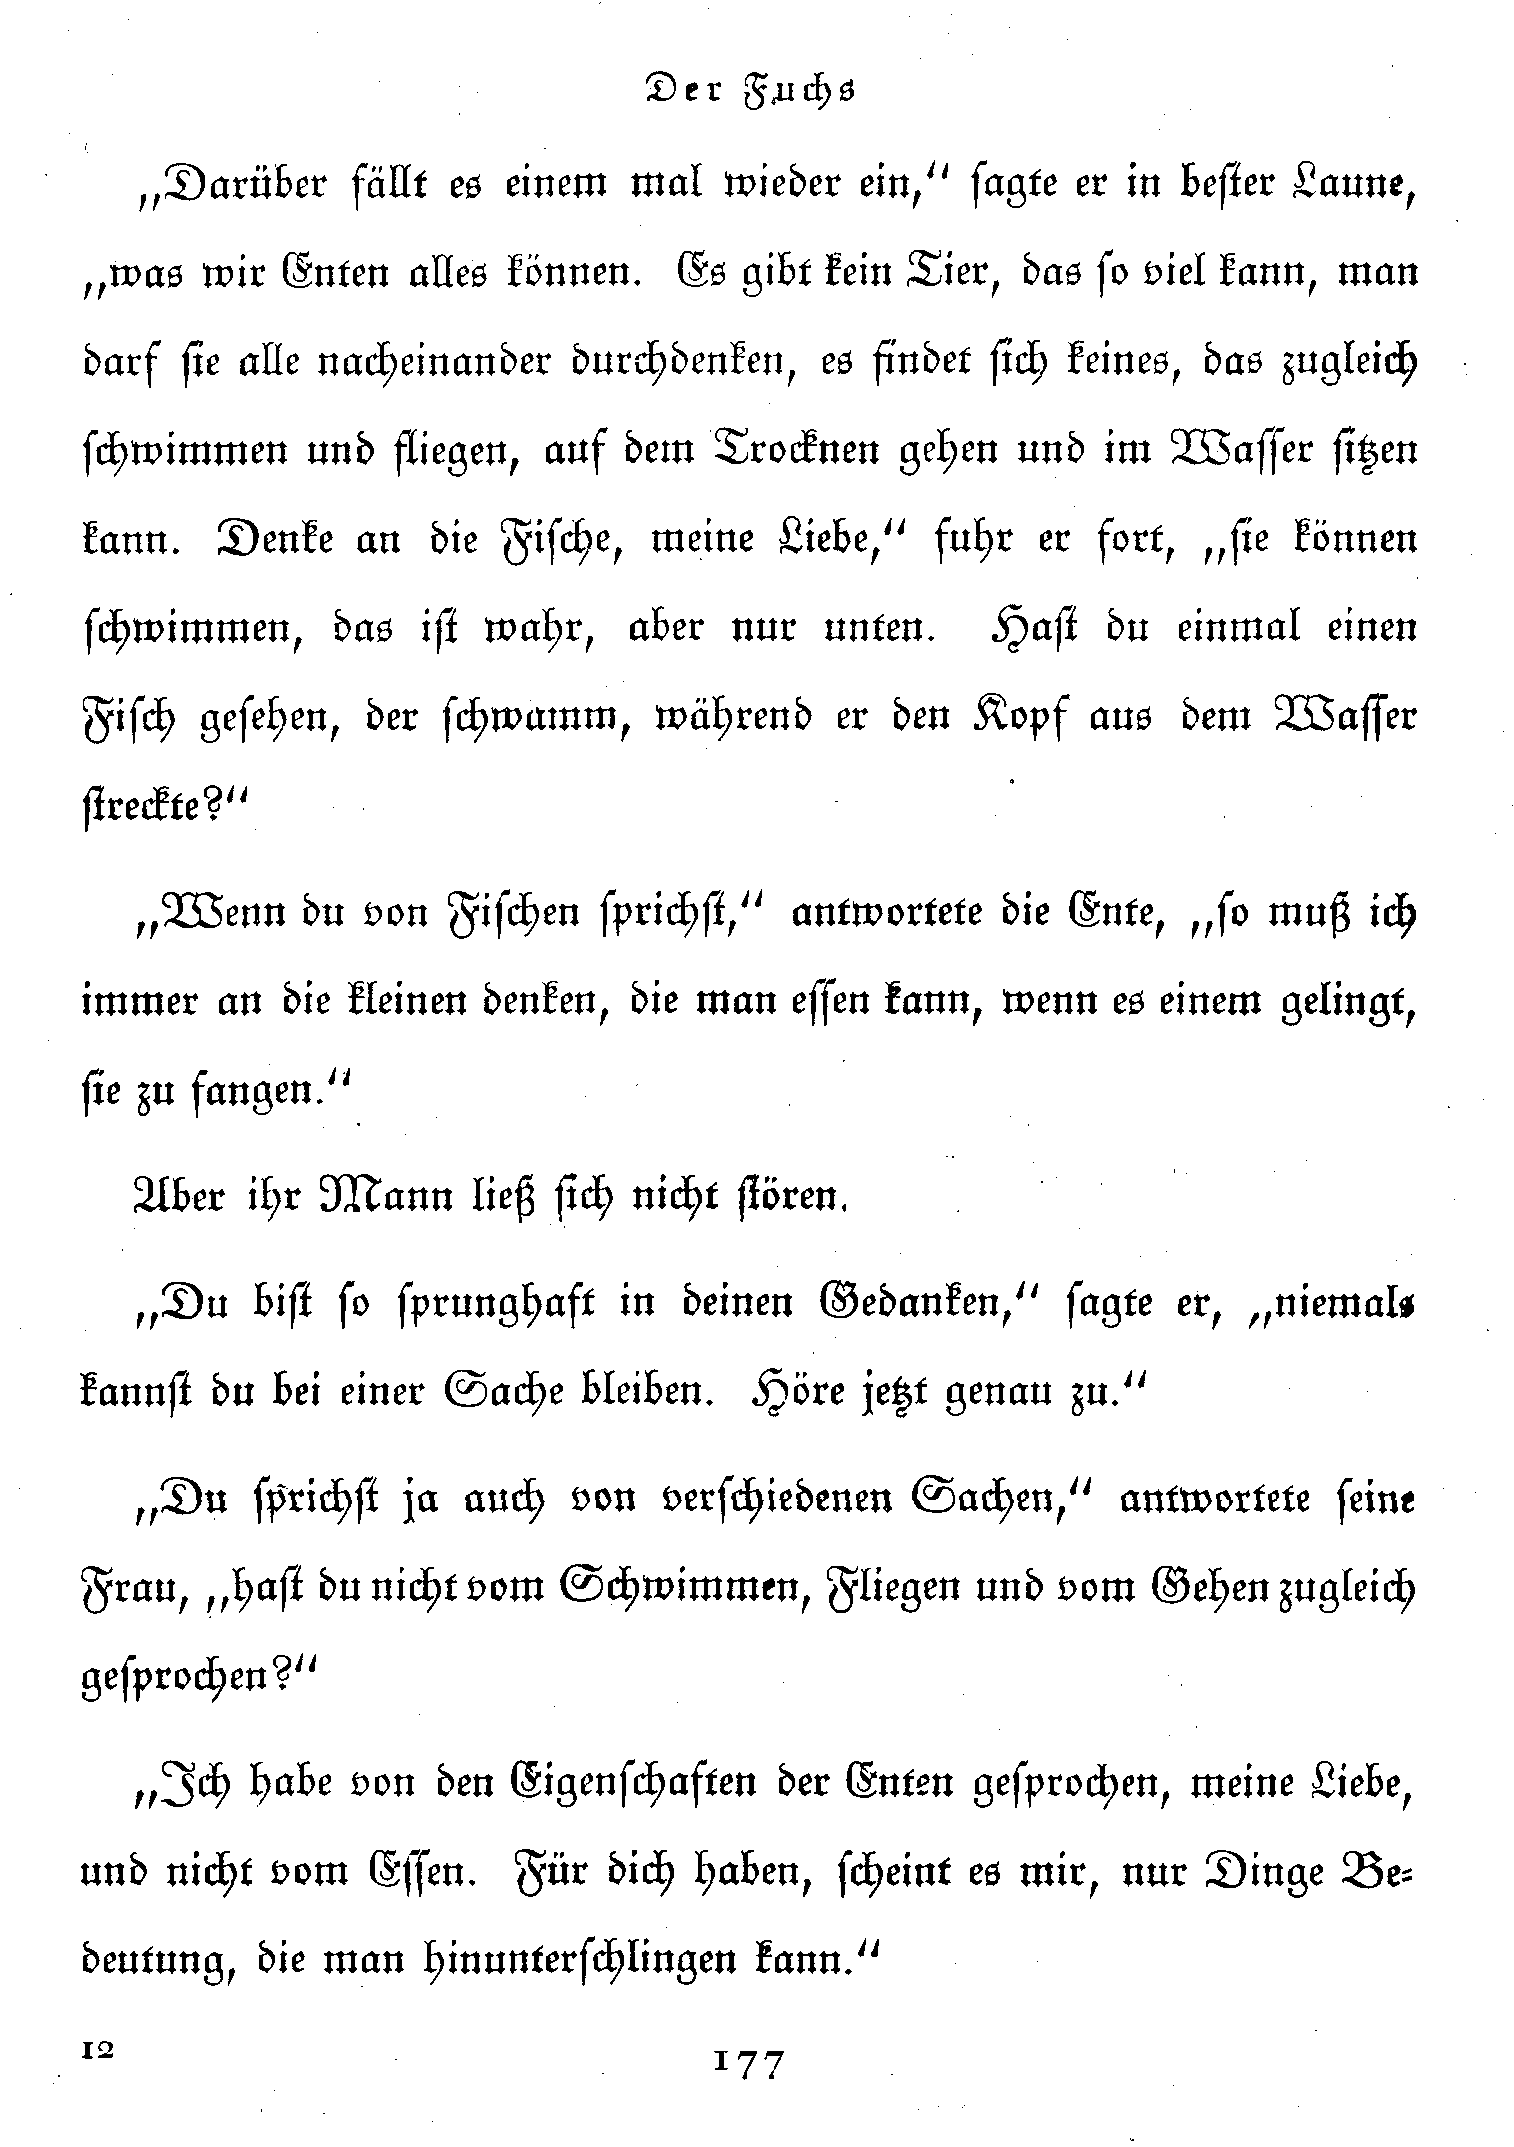 Der Fuchs
„Darüber fällt es einem mal wieder ein,“ sagte er in bester Laune,
„was wir Enten alles können. Es gibt kein Tier, das so viel kann, man
darf sie alle nacheinander durchdenken, es findet sich keines, das zugleich
schwimmen und fliegen, auf dem Trocknen gehen und im Wasser sitzen
kann. Denke an die Fische, meine Liebe,“ fuhr er fort, „sie können
schwimmen, das ist wahr, aber nur unten. Hast du einmal einen
Fisch gesehen, der schwamm, während er den Kopf aus dem Wasser
streckte?“
„Wenn du von Fischen sprichst,“ antwortete die Ente, „so muß ich
immer an die kleinen denken, die man essen kann, wenn es einem gelingt,
sie zu fangen.“
Aber ihr Mann ließ sich nicht stören.
„Du bist so sprunghaft in deinen Gedanken,“ sagte er, „niemals
kannst du bei einer Sache bleiben. Höre jetzt genau zu.“
„Du sprichst ja auch von verschiedenen Sachen,“ antwortete seine
Frau, „hast du nicht vom Schwimmen, Fliegen und vom Gehen zugleich
gesprochen?“
„Ich habe von den Eigenschaften der Enten gesprochen, meine Liebe,
und nicht vom Essen. Für dich haben, scheint es mir, nur Dinge Be-
deutung, die man hinunterschlingen kann.“
12
177